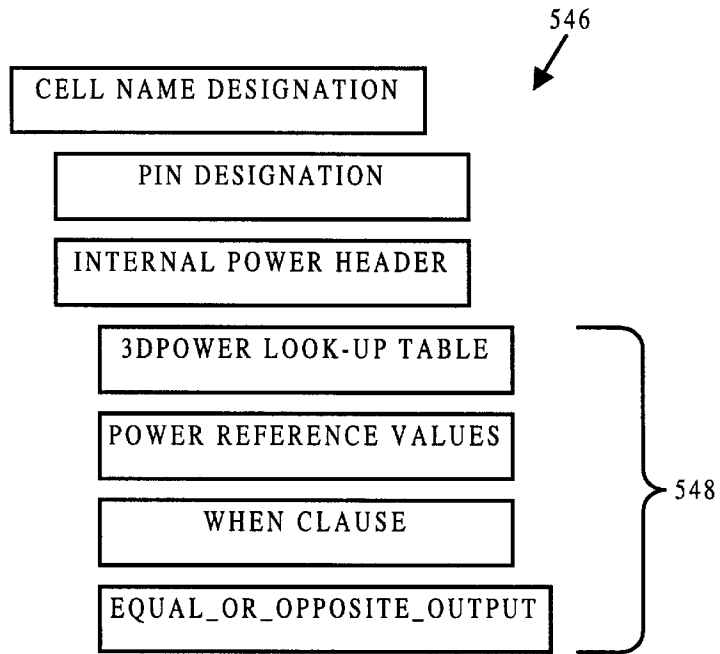 546
CELL NAME DESIGNATION
PIN DESIGNATION
INTERNAL POWER HEADER
3DPOWER LOOK-UP TABLE
POWER REFERENCE VALUES
548
WHEN CLAUSE
EQUAL_OR_OPPOSITE_OUTPUT